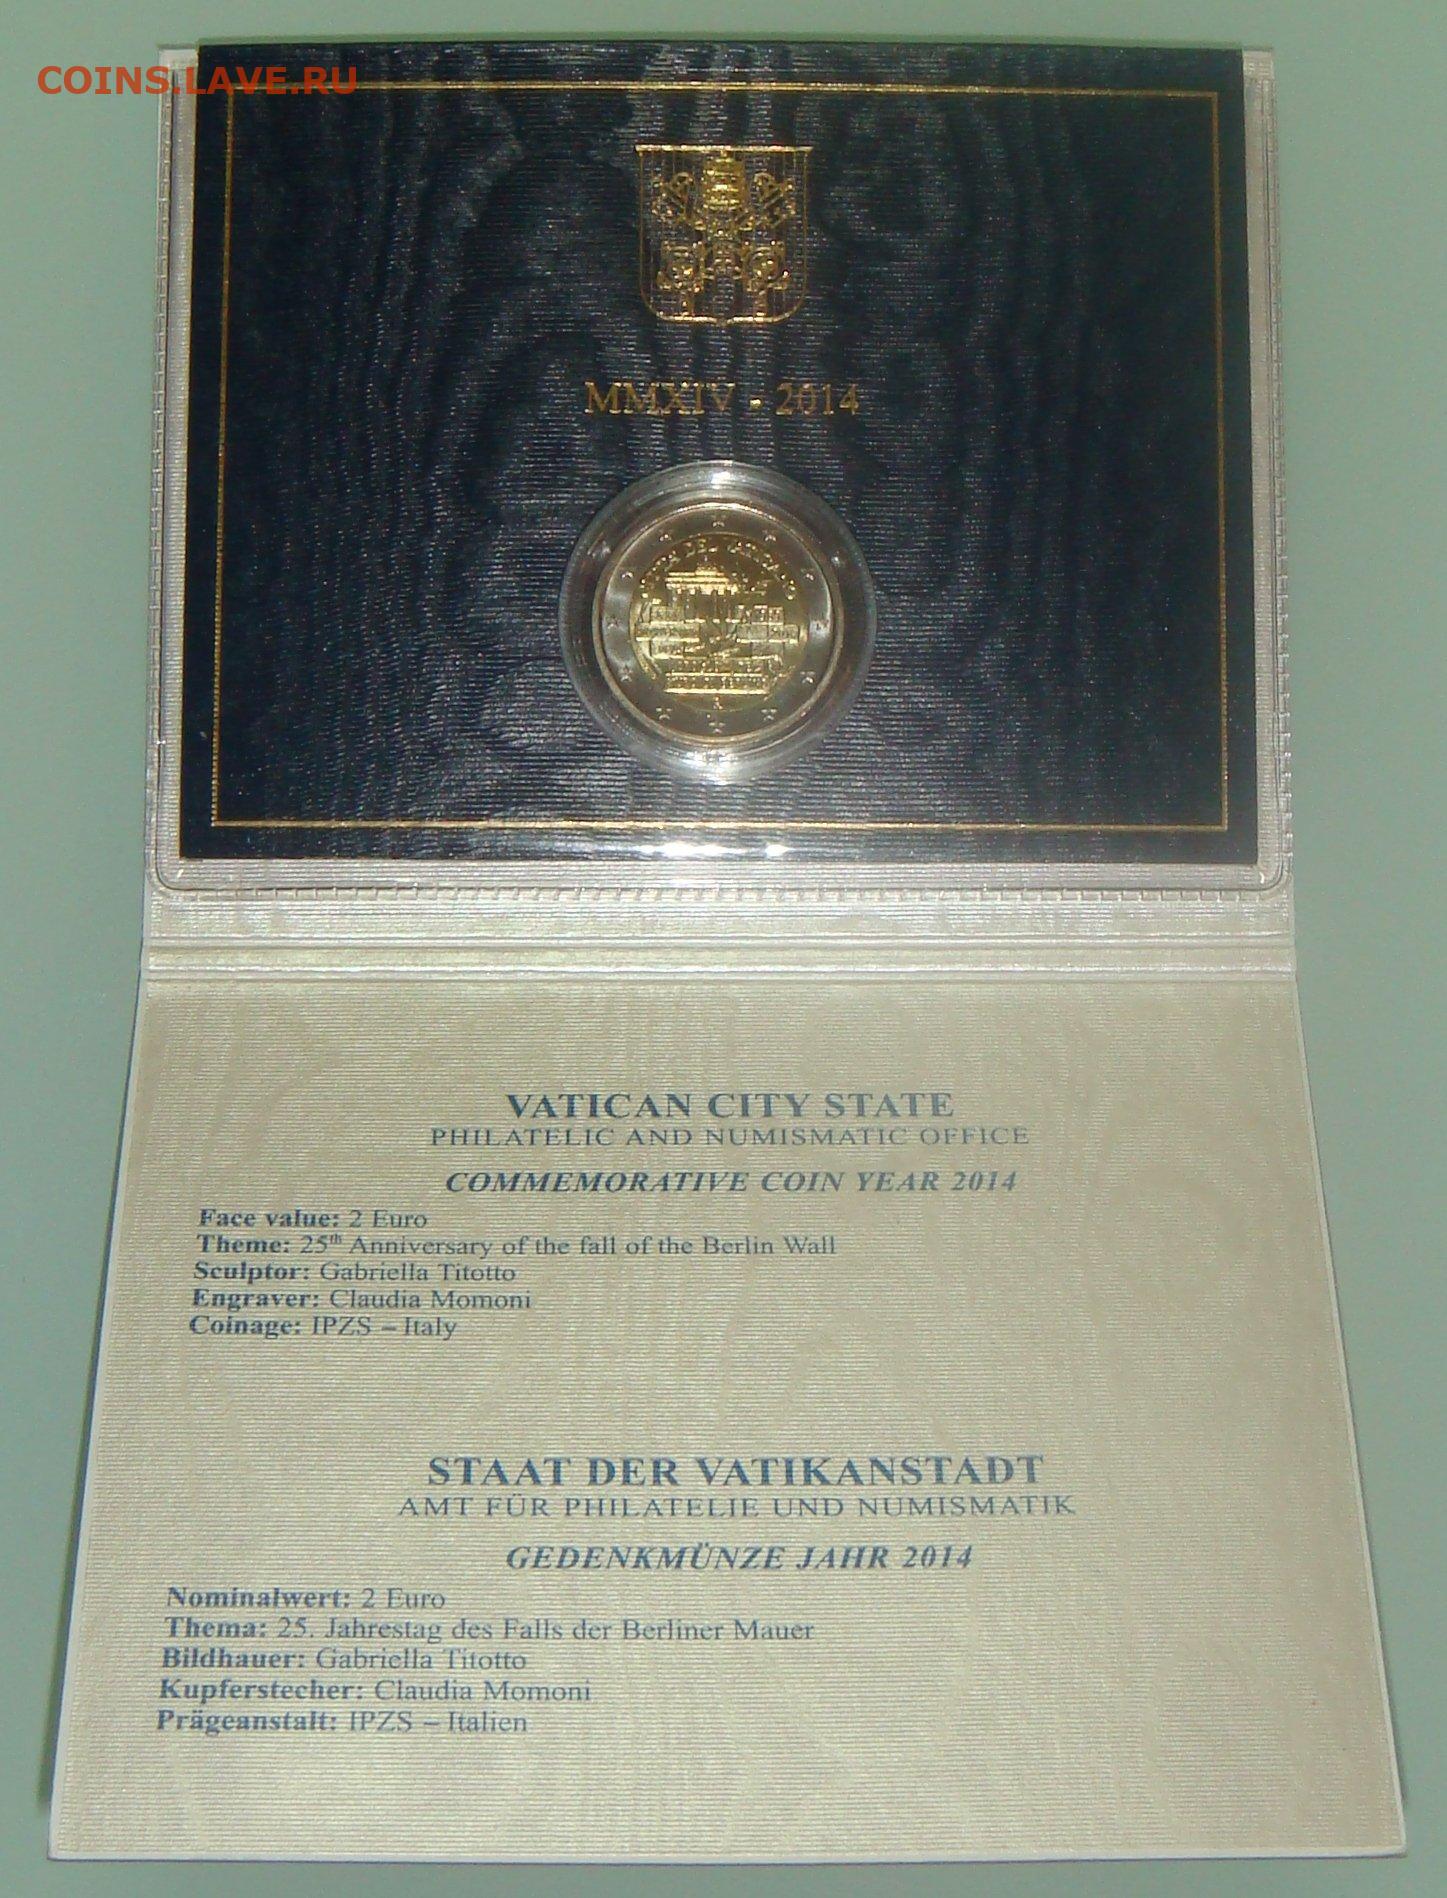 COINS.LAVE.RU
MMXIV - 2014
DEL VATICANO
VATICAN CITY STATE
PHILATELIC AND NUMISMATIC OFFICE
COMMEMORATIVE COIN YEAR 2014
Face value: 2 Euro
Theme: 25th Anniversary of the fall of the Berlin Wall
Sculptor: Gabriella Titotto
Engraver: Claudia Momoni
Coinage: IPZS – Italy
STAAT DER VATIKANSTADT
AMT FÜR PHILATELIE UND NUMISMATIK
GEDENKMÜNZE JAHR 2014
Nominalwert: 2 Euro
Thema: 25. Jahrestag des Falls der Berliner Mauer
Bildhauer: Gabriella Titotto
Kupferstecher: Claudia Momoni
Prägeanstalt: IPZS – Italien